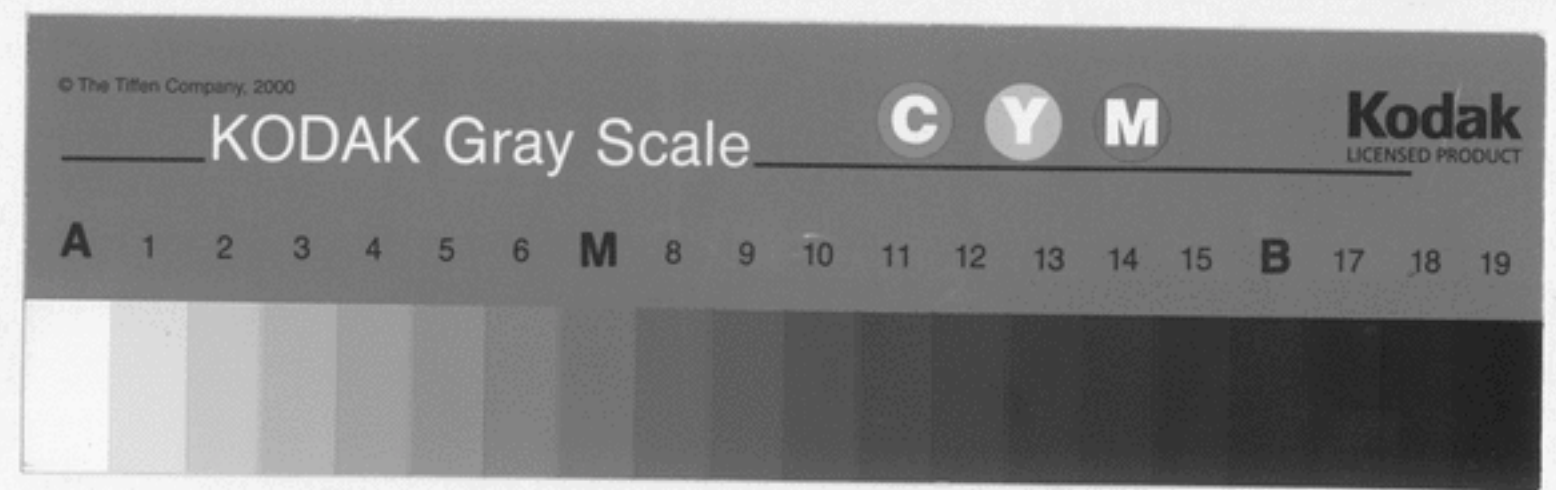 © The Tiffen Company, 2000
KODAK Gray Scale
C Y M
Kodak
LICENSED PRODUCT
A 1 2 3 4 5 6 M 8 9 10 11 12 13 14 15 B 17 18 19